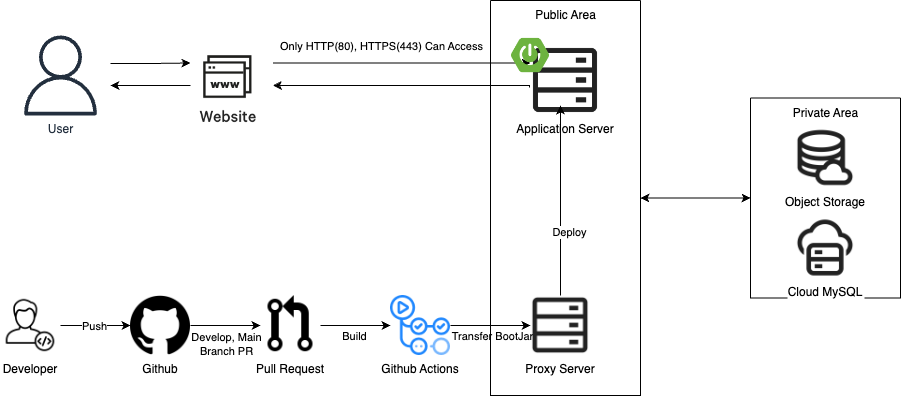 Public Area
Only HTTP(80), HTTPS(443) Can Access
www
Website
User
Application Server
Private Area
Object Storage
Cloud MySQL
Deploy
Push
Develop, Main
Branch PR
Build
Transfer BootJar
Developer
Github
Pull Request
Github Actions
Proxy Server